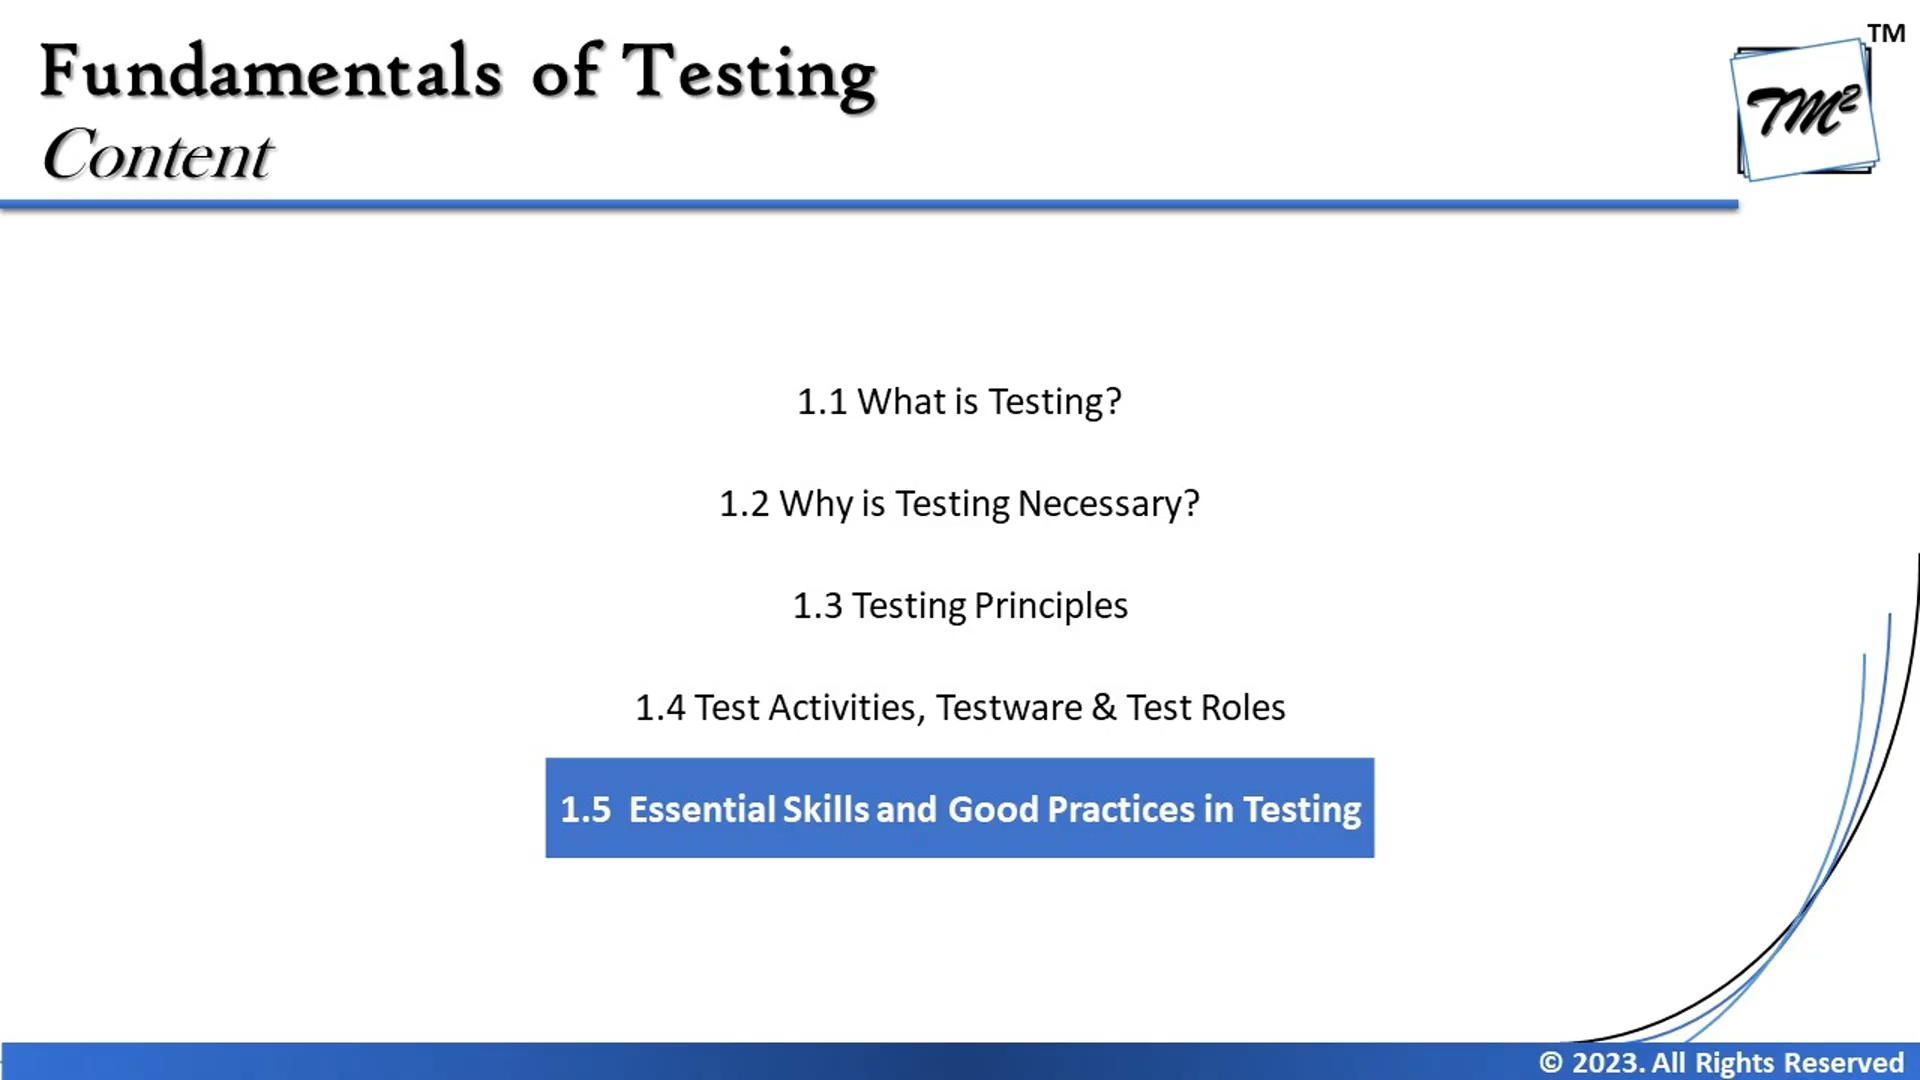 Fundamentals of Testing
Content
TM
TM²
1.1 What is Testing?
1.2 Why is Testing Necessary?
1.3 Testing Principles
1.4 Test Activities, Testware & Test Roles
1.5 Essential Skills and Good Practices in Testing
© 2023. All Rights Reserved